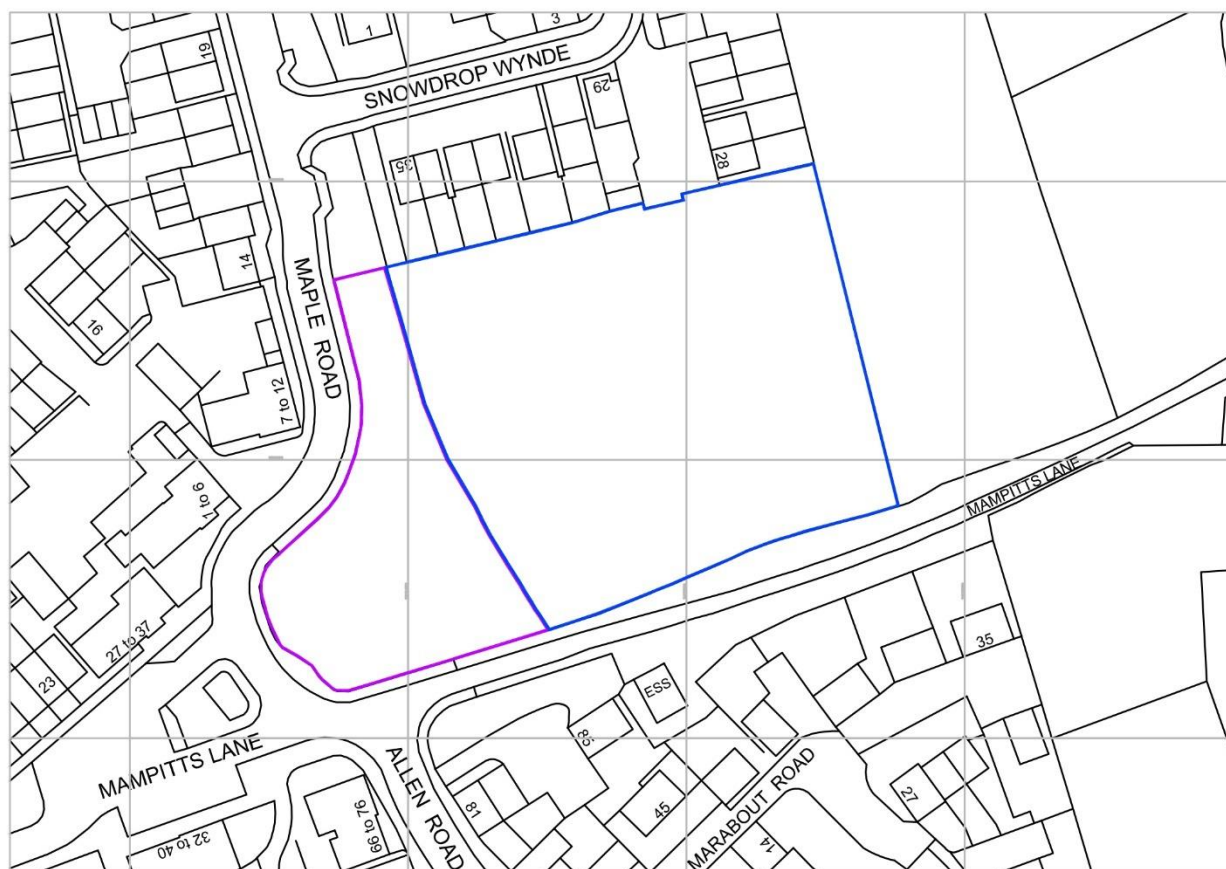 1
3
19
SNOWDROP WYNDE
29
35
28
14
MAPLE ROAD
16
7 to 12
1 to 6
MAMPITTS LANE
27 to 37
23
35
ESS
85
MAMPITTS LANE
ALLEN ROAD
81
45
MARABOUT ROAD
27
66 to 76
32 to 40
14